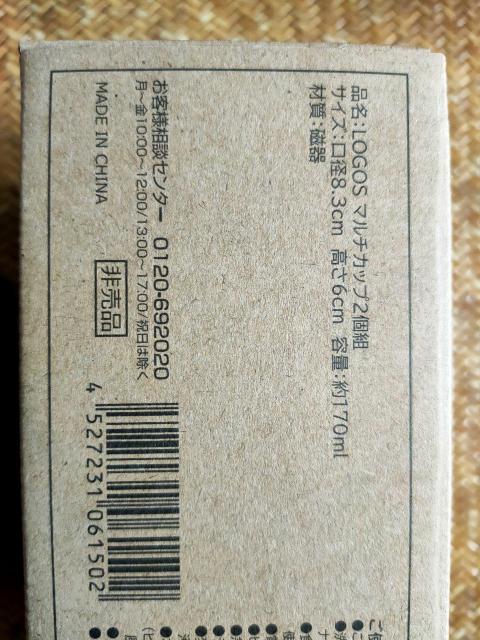 品名:LOGOS マルチカップ2個組
サイズ:口径8.3cm 高さ6cm 容量:約170ml
材質:磁器
お客様相談センター 0120-692020
月～金10:00～12:00/13:00～17:00/祝日は除く
MADE IN CHINA
非売品
4 527231 061502